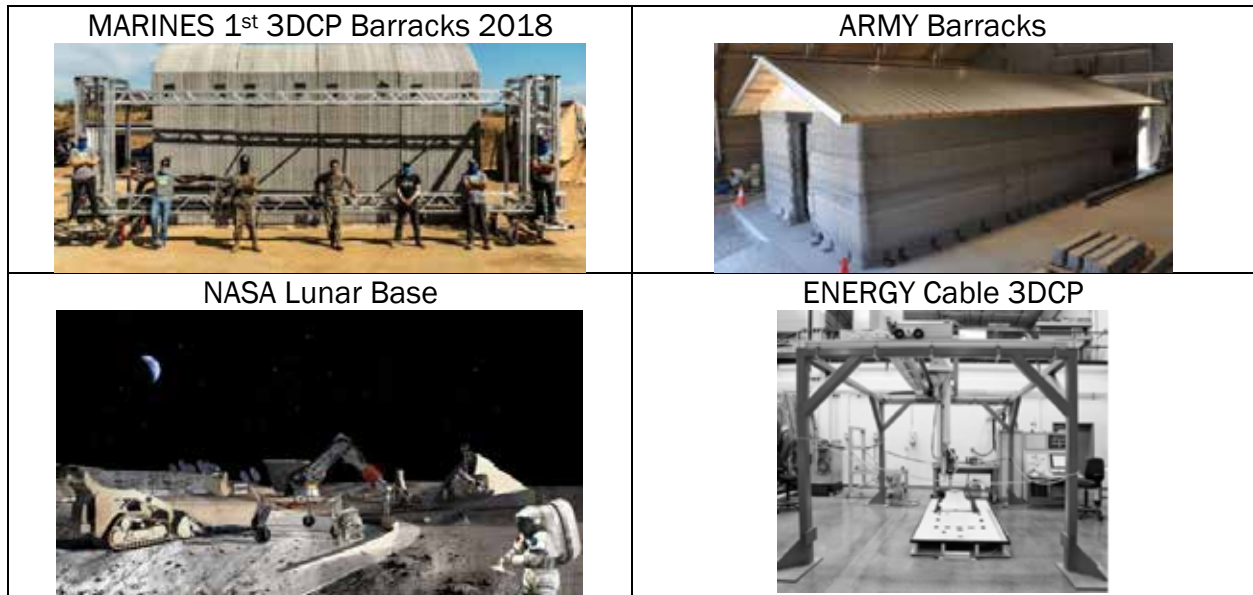 MARINES 1st 3DCP Barracks 2018
ARMY Barracks
NASA Lunar Base
ENERGY Cable 3DCP